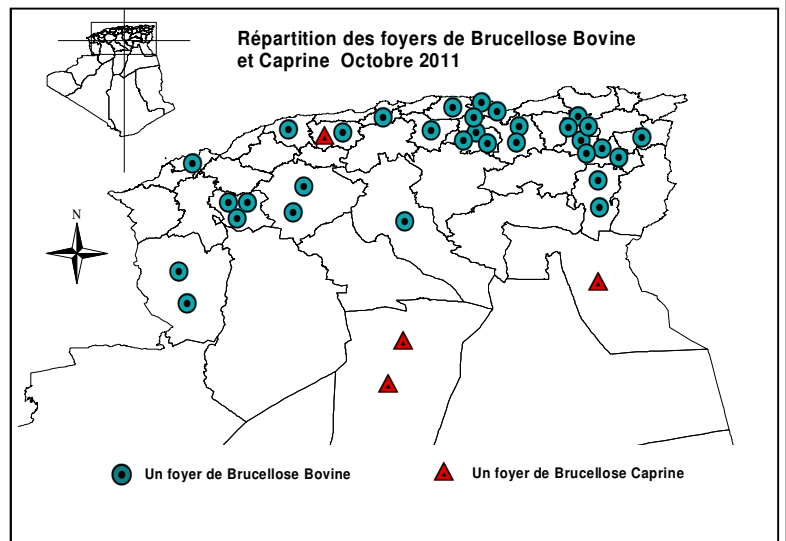 Répartition des foyers de Brucellose Bovine
et Caprine Octobre 2011
N
Un foyer de Brucellose Bovine
Un foyer de Brucellose Caprine